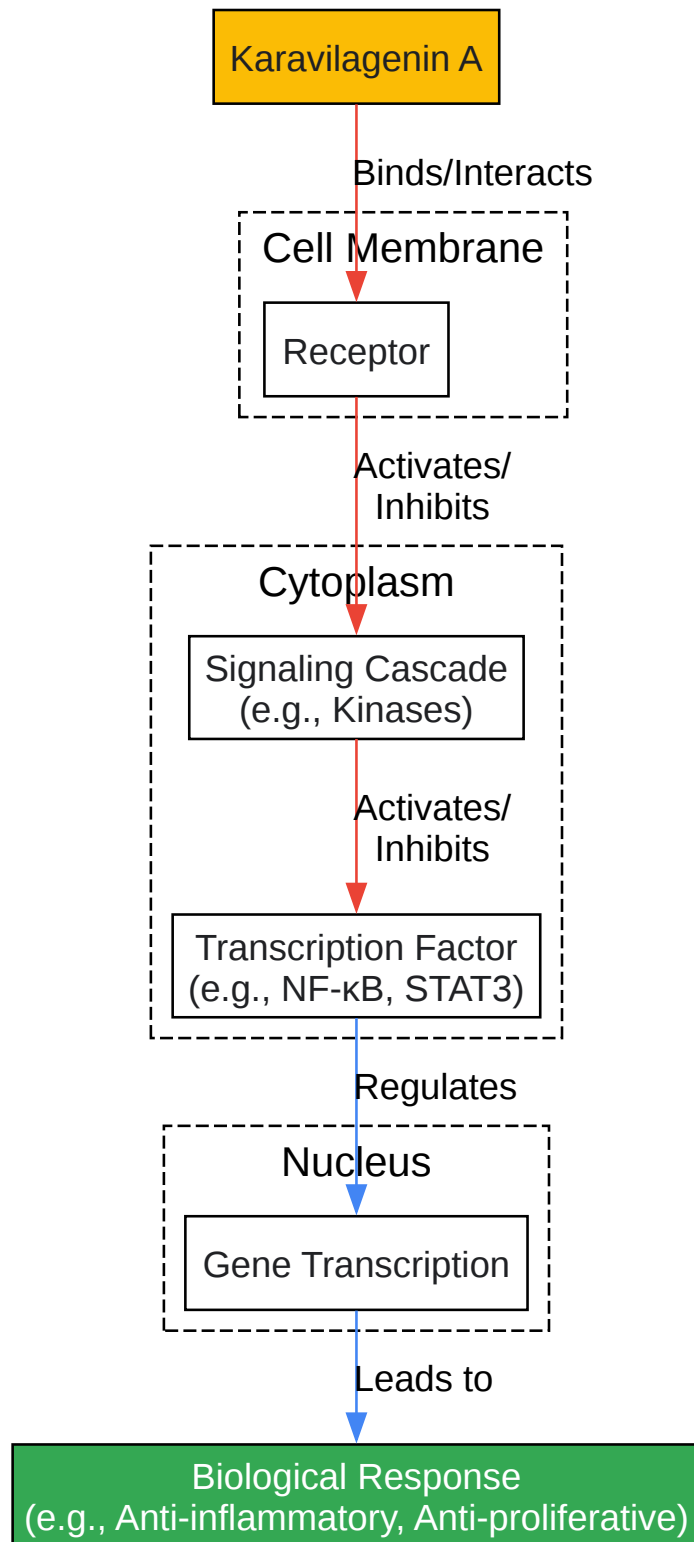 Karavilagenin A
Binds/Interacts
Cell Membrane
Receptor
Activates/
Inhibits
Cytoplasm
Signaling Cascade
(e.g., Kinases)
Activates/
Inhibits
Transcription Factor
(e.g., NF-κB, STAT3)
Regulates
Nucleus
Gene Transcription
Leads to
Biological Response
(e.g., Anti-inflammatory, Anti-proliferative)